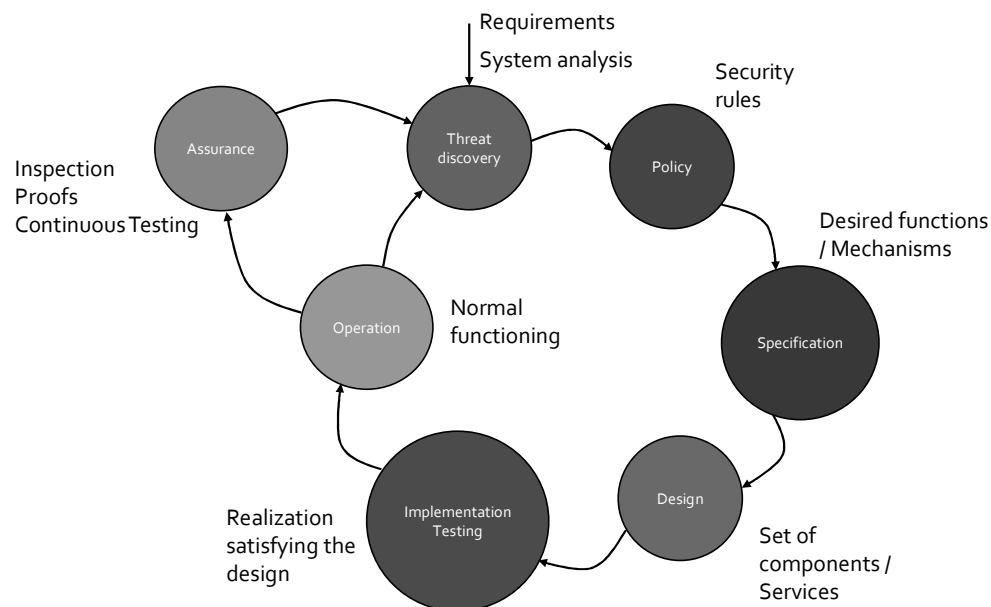 Requirements
System analysis
Security
rules
Assurance
Threat
discovery
Policy
Inspection
Proofs
Continuous Testing
Desired functions
/ Mechanisms
Operation
Normal
functioning
Specification
Design
Implementation
Testing
Realization
satisfying the
design
Set of
components /
Services